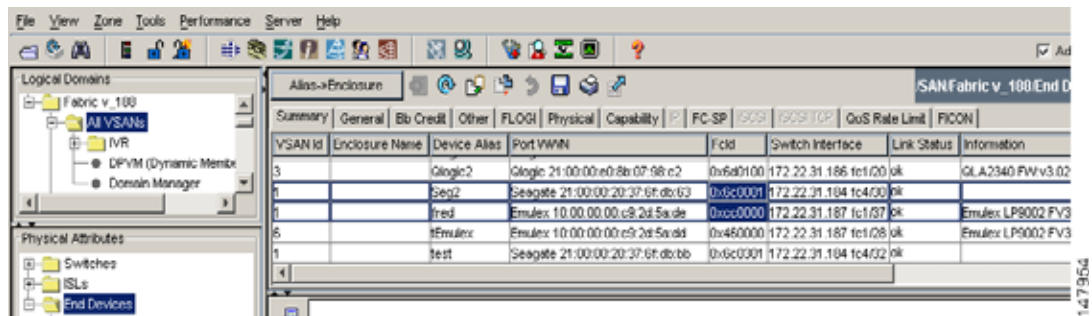 File View Zone Tools Performance Server Help
Logical Domains
Fabric v_188
All VSANs
IVR
DPVM (Dynamic Membe
Domain Manager
Physical Attributes
Switches
ISLs
End Devices
Alias->Enclosure
/SAN/Fabric v_188/End D
Summary General Bb Credit Other FLOGI Physical Capability IP FC-SP iSCSI iSCSI TCP QoS Rate Limit FICON
VSAN Id Enclosure Name Device Alias Port WWN FcId Switch Interface Link Status Information
3 Qlogic2 Qlogic 21:00:00:e0:8b:07:98:c2 0x6d0100 172.22.31.186 fc1/20 ok QLA2340 FW:v3.02
1 Seg2 Seagate 21:00:00:20:37:6f:db:63 0x6c0001 172.22.31.184 fc4/30 ok
1 fred Emulex 10:00:00:00:c9:2d:5a:de 0xcc0000 172.22.31.187 fc1/37 ok Emulex LP9002 FV3
6 tEmulex Emulex 10:00:00:00:c9:2d:5a:dd 0x460000 172.22.31.187 fc1/28 ok Emulex LP9002 FV3
1 test Seagate 21:00:00:20:37:6f:db:bb 0x6c0301 172.22.31.184 fc4/32 ok
147954